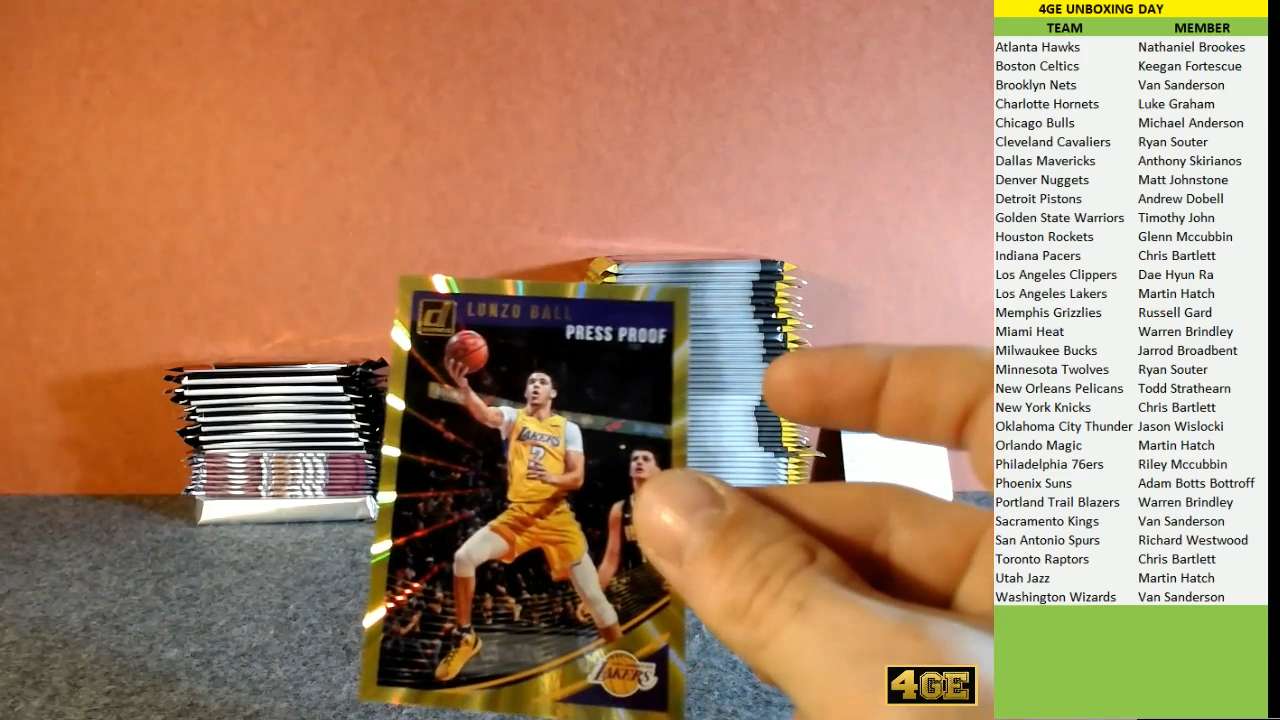 4GE UNBOXING DAY
TEAM MEMBER
Atlanta Hawks Nathaniel Brookes
Boston Celtics Keegan Fortescue
Brooklyn Nets Van Sanderson
Charlotte Hornets Luke Graham
Chicago Bulls Michael Anderson
Cleveland Cavaliers Ryan Souter
Dallas Mavericks Anthony Skirianos
Denver Nuggets Matt Johnstone
Detroit Pistons Andrew Dobell
Golden State Warriors Timothy John
Houston Rockets Glenn Mccubbin
Indiana Pacers Chris Bartlett
Los Angeles Clippers Dae Hyun Ra
Los Angeles Lakers Martin Hatch
Memphis Grizzlies Russell Gard
Miami Heat Warren Brindley
Milwaukee Bucks Jarrod Broadbent
Minnesota Twolves Ryan Souter
New Orleans Pelicans Todd Strathearn
New York Knicks Chris Bartlett
Oklahoma City Thunder Jason Wislocki
Orlando Magic Martin Hatch
Philadelphia 76ers Riley Mccubbin
Phoenix Suns Adam Botts Bottroff
Portland Trail Blazers Warren Brindley
Sacramento Kings Van Sanderson
San Antonio Spurs Richard Westwood
Toronto Raptors Chris Bartlett
Utah Jazz Martin Hatch
Washington Wizards Van Sanderson
LONZO BALL
PRESS PROOF
LAKERS
2
LAKERS
4GE